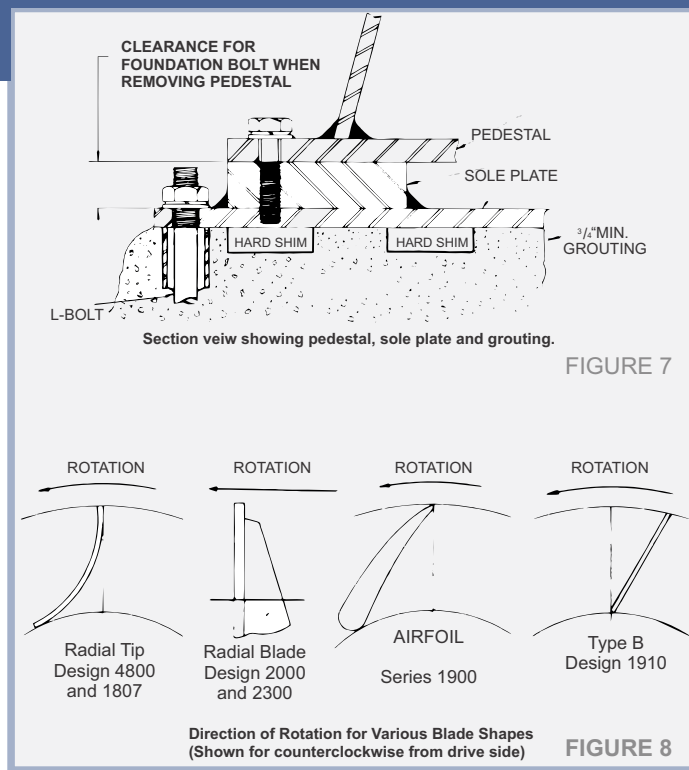 CLEARANCE FOR
FOUNDATION BOLT WHEN
REMOVING PEDESTAL
PEDESTAL
SOLE PLATE
3/4"MIN.
GROUTING
HARD SHIM
HARD SHIM
L-BOLT
Section veiw showing pedestal, sole plate and grouting.
FIGURE 7
ROTATION
ROTATION
ROTATION
ROTATION
Radial Tip
Design 4800
and 1807
Radial Blade
Design 2000
and 2300
AIRFOIL
Series 1900
Type B
Design 1910
Direction of Rotation for Various Blade Shapes
(Shown for counterclockwise from drive side)
FIGURE 8